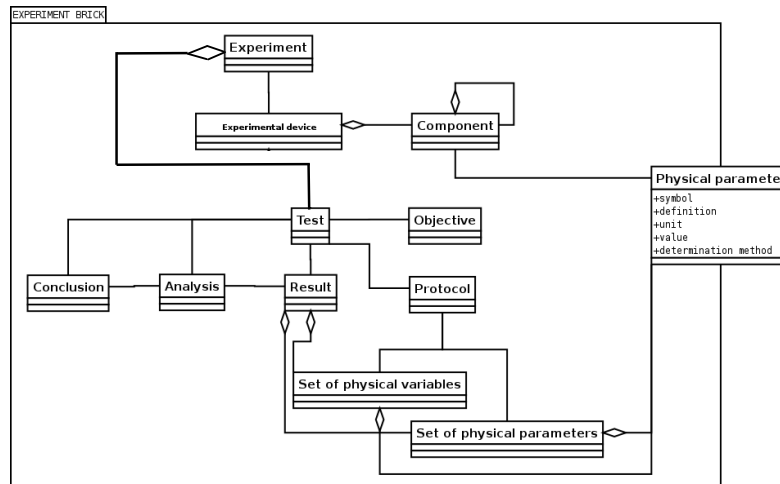 EXPERIMENT BRICK
Experiment
Experimental device
Component
Physical paramete
+symbol
+definition
+unit
+value
+determination method
Test
Objective
Conclusion
Analysis
Result
Protocol
Set of physical variables
Set of physical parameters